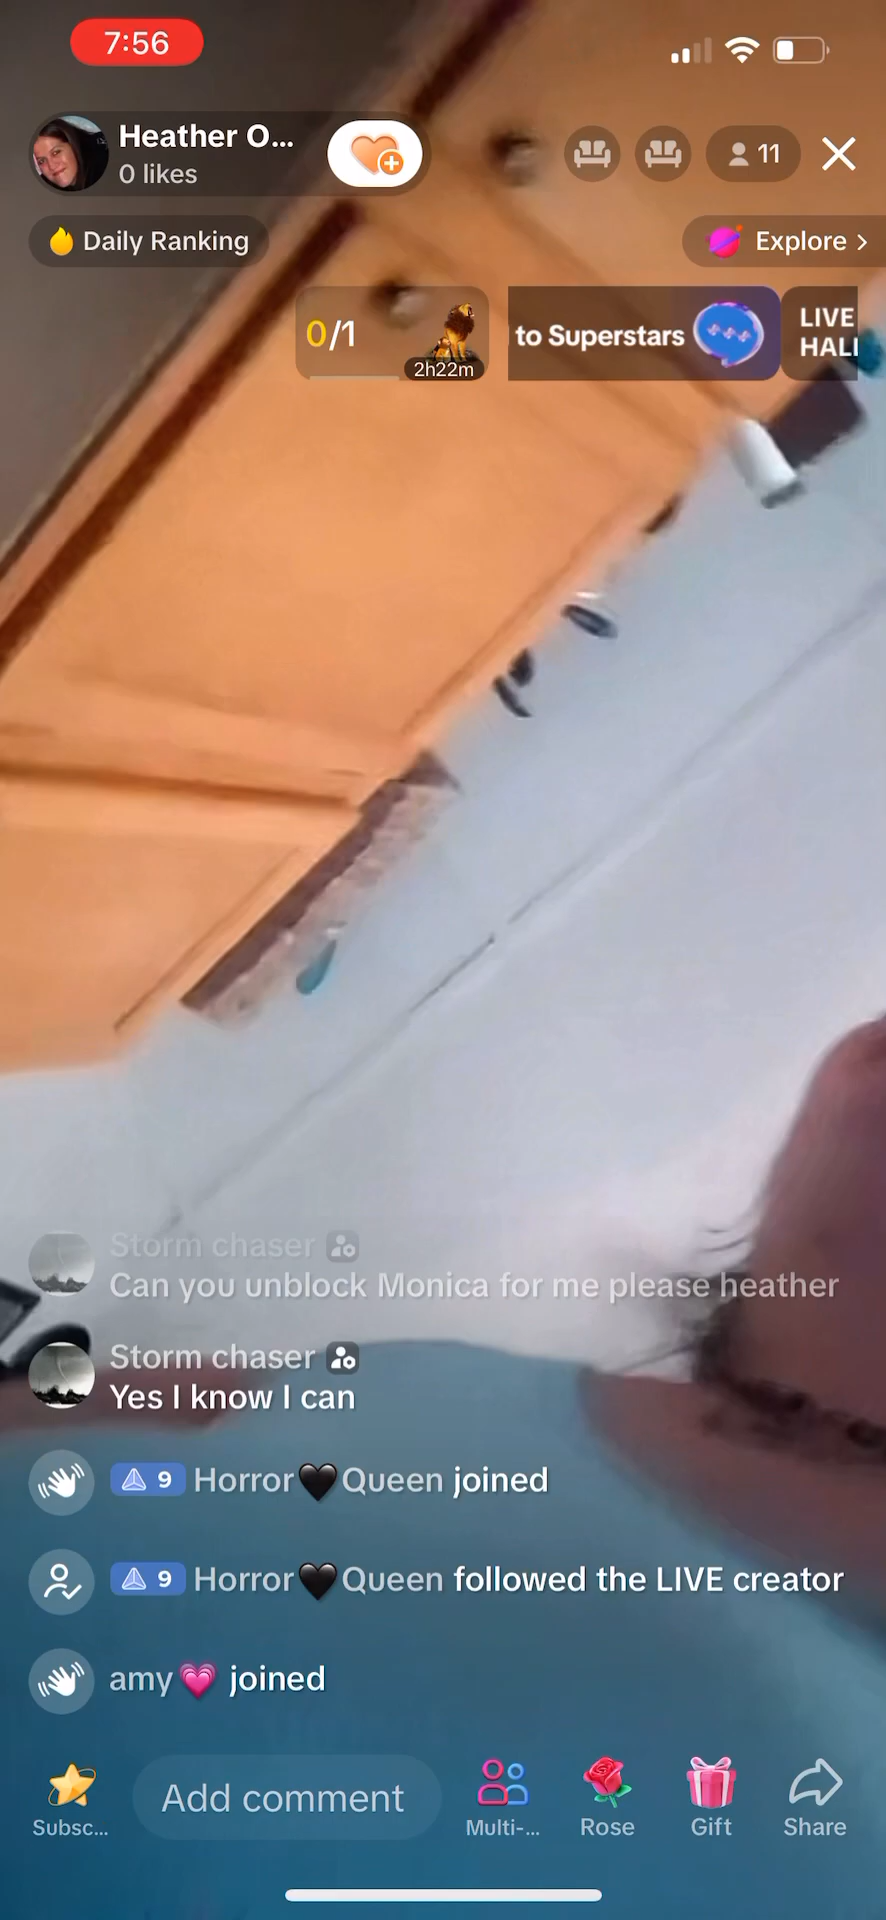 7:56
Heather O...
0 likes
11
Daily Ranking
Explore >
0/1
2h22m
to Superstars
LIVE
HALL
Storm chaser
Can you unblock Monica for me please heather
Storm chaser
Yes I know I can
9 Horror🖤Queen joined
9 Horror🖤Queen followed the LIVE creator
amy💗 joined
Subsc...
Add comment
Multi-...
Rose
Gift
Share